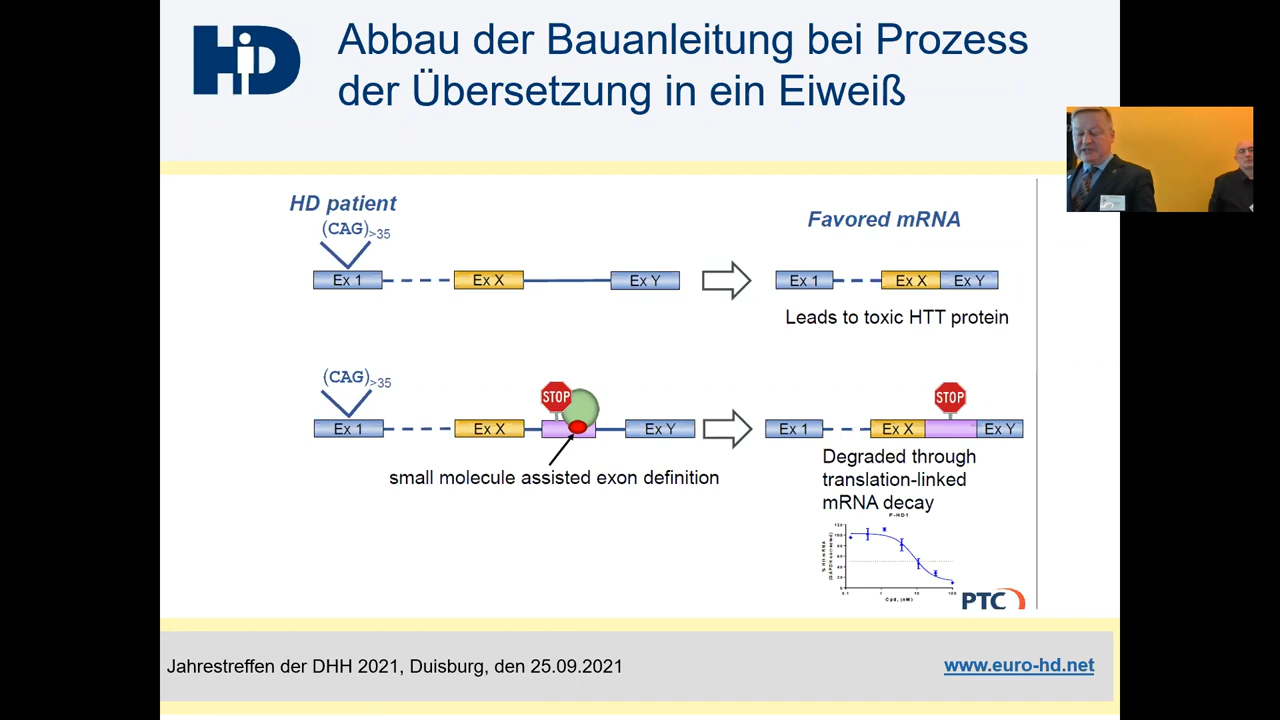 HD
Abbau der Bauanleitung bei Prozess
der Übersetzung in ein Eiweiß
HD patient
(CAG)>35
Ex 1
Ex X
Ex Y
Favored mRNA
Ex 1
Ex X
Ex Y
Leads to toxic HTT protein
(CAG)>35
Ex 1
Ex X
STOP
Ex Y
small molecule assisted exon definition
STOP
Ex 1
Ex X
Ex Y
Degraded through
translation-linked
mRNA decay
Cpd, (nM)
PTC
Jahrestreffen der DHH 2021, Duisburg, den 25.09.2021
www.euro-hd.net